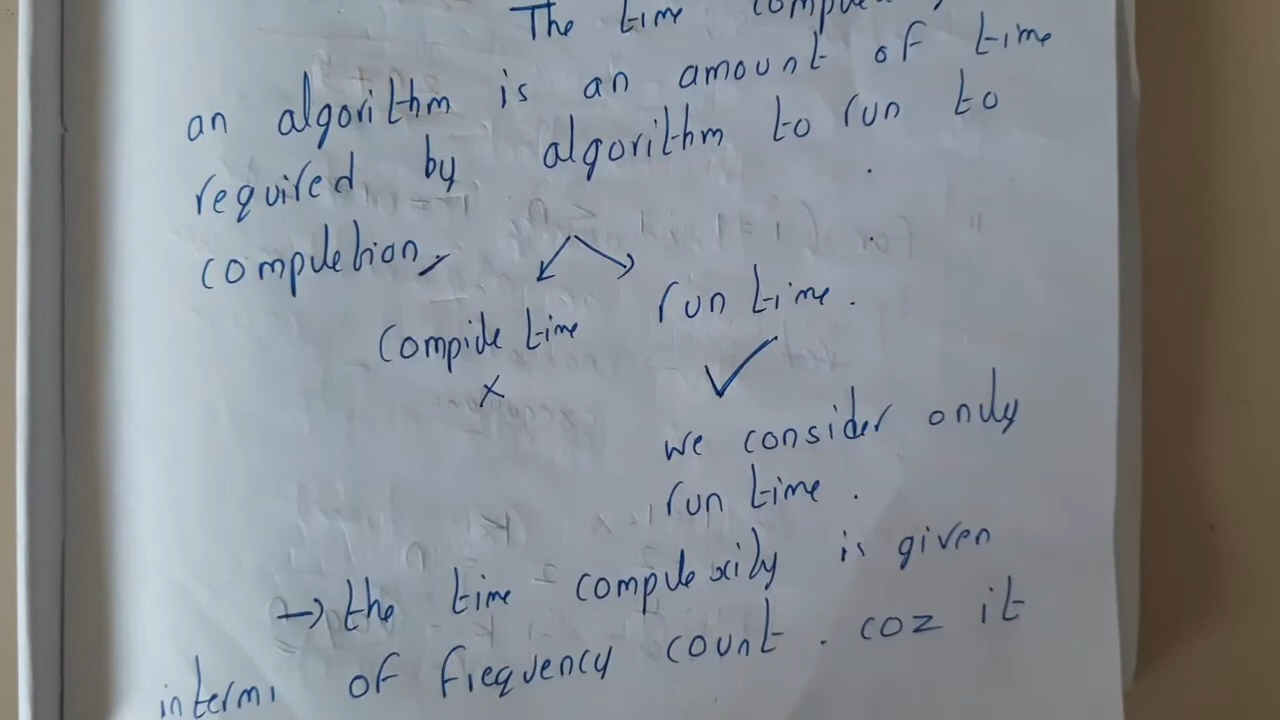 The time
an algorithm is an amount of time
required by algorithm to run to
completion
compile time run time.
we consider only
run time.
→ the time complexity is given
interms of frequency count. coz it